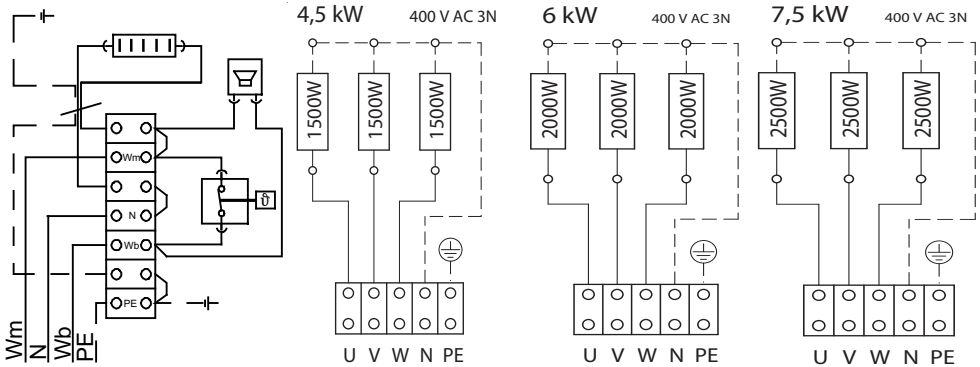 4,5 kW 400 V AC 3N
1500W 1500W 1500W
U V W N PE
6 kW 400 V AC 3N
2000W 2000W 2000W
U V W N PE
7,5 kW 400 V AC 3N
2500W 2500W 2500W
U V W N PE
Wm
N
Wb
PE
ϑ
Wm
N
Wb
PE